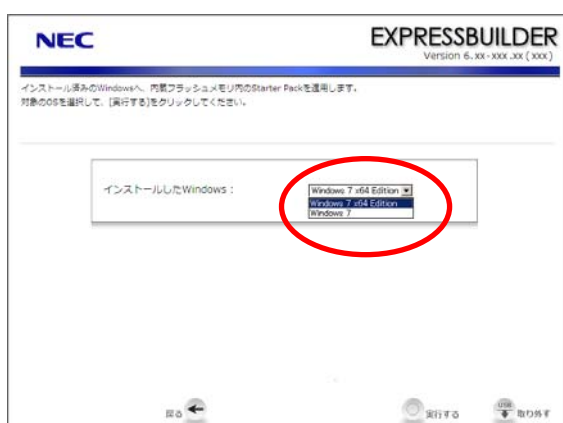 NEC
EXPRESSBUILDER
Version 6.xx-xxx.xx (xxx)
インストール済みのWindowsへ、内蔵フラッシュメモリ内のStarter Packを適用します。
対象のOSを選択して、[実行する]をクリックしてください。
インストールしたWindows :
Windows 7 x64 Edition
Windows 7 x64 Edition
Windows 7
戻る
実行する
USB
取り外す